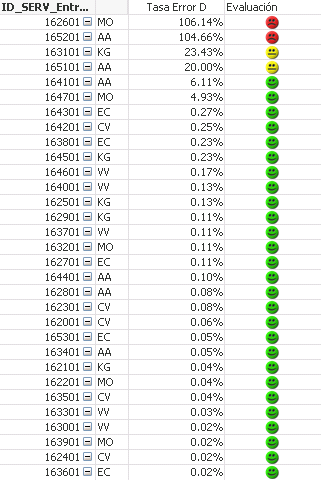 ID_SERV_Entr... Tasa Error D Evaluación
162601 MO 106.14%
165201 AA 104.66%
163101 KG 23.43%
165101 AA 20.00%
164101 AA 6.11%
164701 MO 4.93%
164301 EC 0.27%
164201 CV 0.25%
163801 EC 0.23%
164501 KG 0.23%
164601 VV 0.17%
164001 VV 0.13%
162501 KG 0.13%
162901 KG 0.11%
163701 VV 0.11%
163201 MO 0.11%
162701 EC 0.11%
164401 AA 0.10%
162801 AA 0.08%
162301 CV 0.08%
162001 CV 0.06%
165301 EC 0.05%
163401 AA 0.05%
162101 KG 0.04%
162201 MO 0.04%
163501 CV 0.04%
163301 VV 0.03%
163001 VV 0.02%
163901 MO 0.02%
162401 CV 0.02%
163601 EC 0.02%